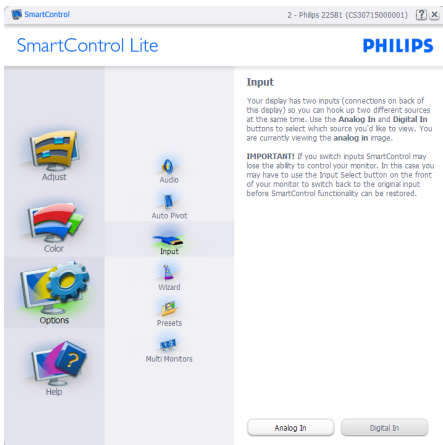 SmartControl
2 - Philips 225B1 (CS30715000001)
SmartControl Lite
PHILIPS
Adjust
Color
Options
Help
Audio
Auto Pivot
Input
Wizard
Presets
Multi Monitors
Input
Your display has two inputs (connections on back of
this display) so you can hook up two different sources
at the same time. Use the Analog In and Digital In
buttons to select which source you'd like to view. You
are currently viewing the analog in image.
IMPORTANT! If you switch inputs SmartControl may
lose the ability to control your monitor. In this case you
may have to use the Input Select button on the front
of your monitor to switch back to the original input
before SmartControl functionality can be restored.
Analog In
Digital In